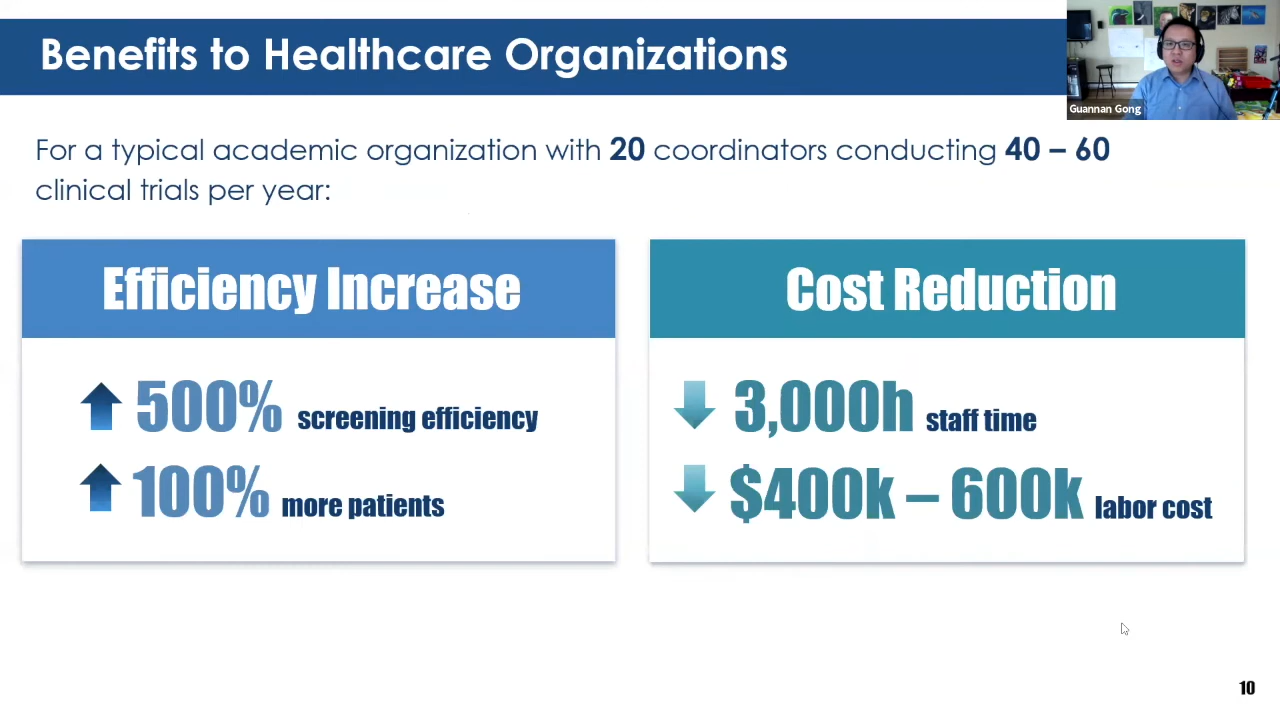 Benefits to Healthcare Organizations
Guannan Gong
For a typical academic organization with 20 coordinators conducting 40 – 60
clinical trials per year:
Efficiency Increase
500% screening efficiency
100% more patients
Cost Reduction
3,000h staff time
$400k – 600k labor cost
10